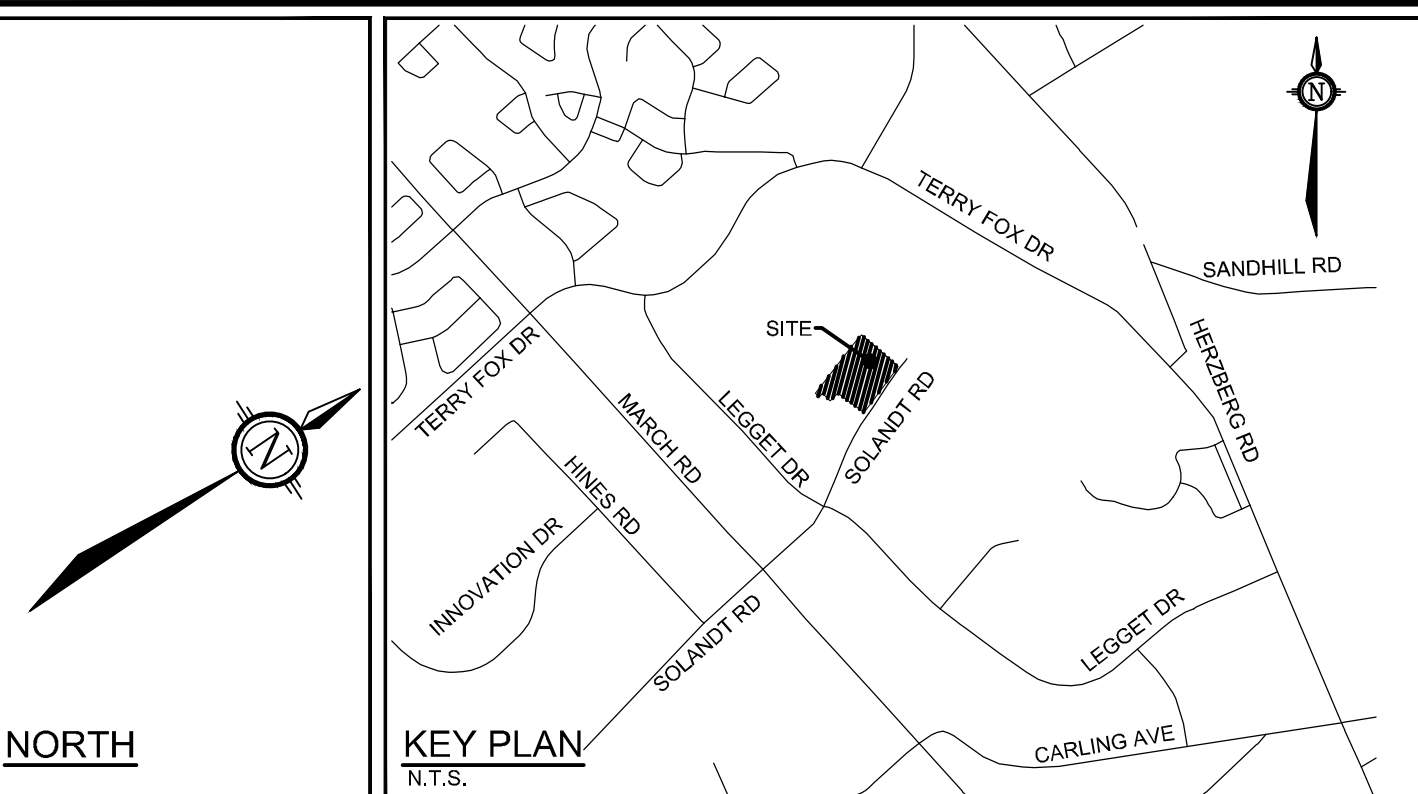 N
NORTH
N
TERRY FOX DR
SANDHILL RD
SITE
HERZBERG RD
TERRY FOX DR
MARCH RD
LEGGET DR
SOLANDT RD
HINES RD
INNOVATION DR
SOLANDT RD
LEGGET DR
CARLING AVE
KEY PLAN
N.T.S.